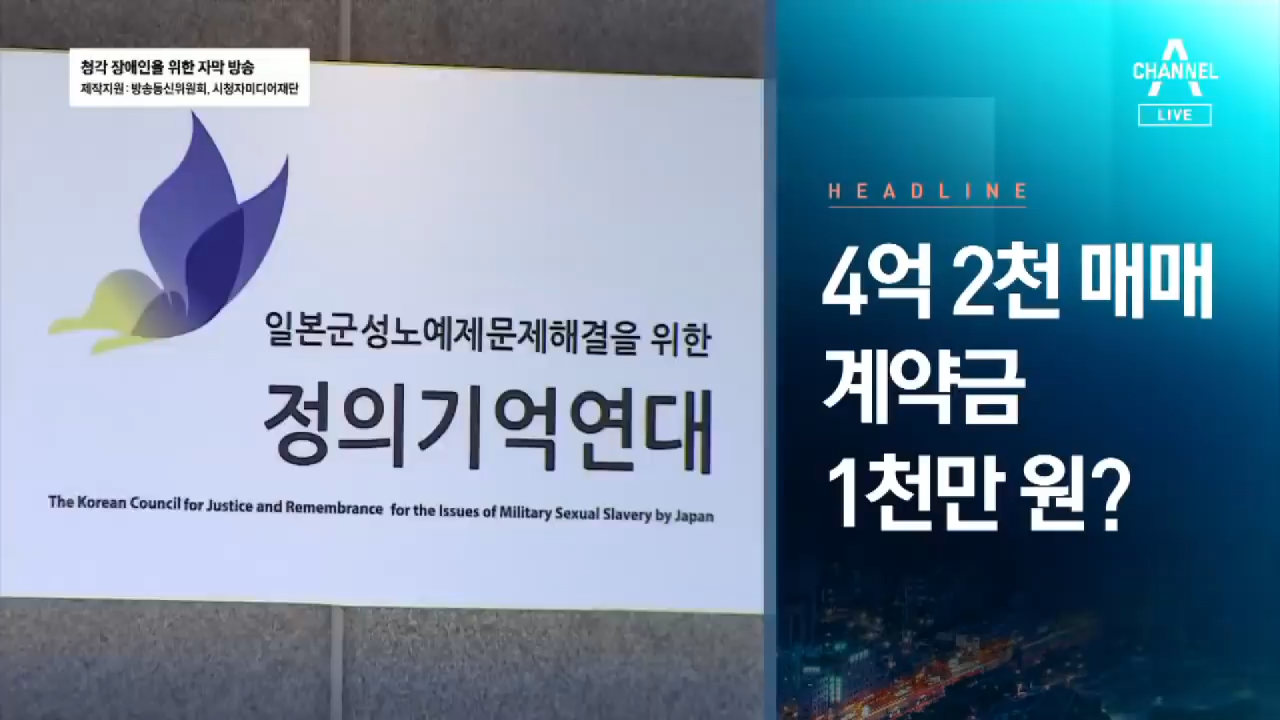 청각 장애인을 위한 자막 방송
제작지원 : 방송통신위원회, 시청자미디어재단
일본군성노예제문제해결을 위한
정의기억연대
The Korean Council for Justice and Remembrance for the Issues of Military Sexual Slavery by Japan
CHANNEL A
LIVE
HEADLINE
4억 2천 매매
계약금
1천만 원?